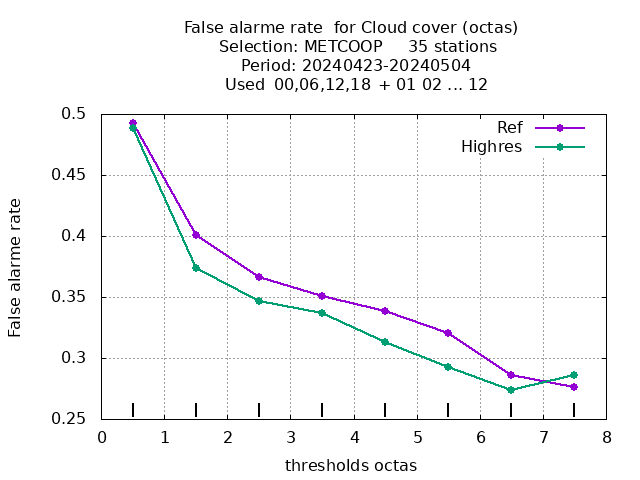 False alarme rate  for Cloud cover (octas)
Selection: METCOOP     35 stations
Period: 20240423-20240504
Used  00,06,12,18 + 01 02 ... 12
Ref
Highres
0.5
0.45
0.4
0.35
0.3
0.25
False alarme rate
0 1 2 3 4 5 6 7 8
thresholds octas